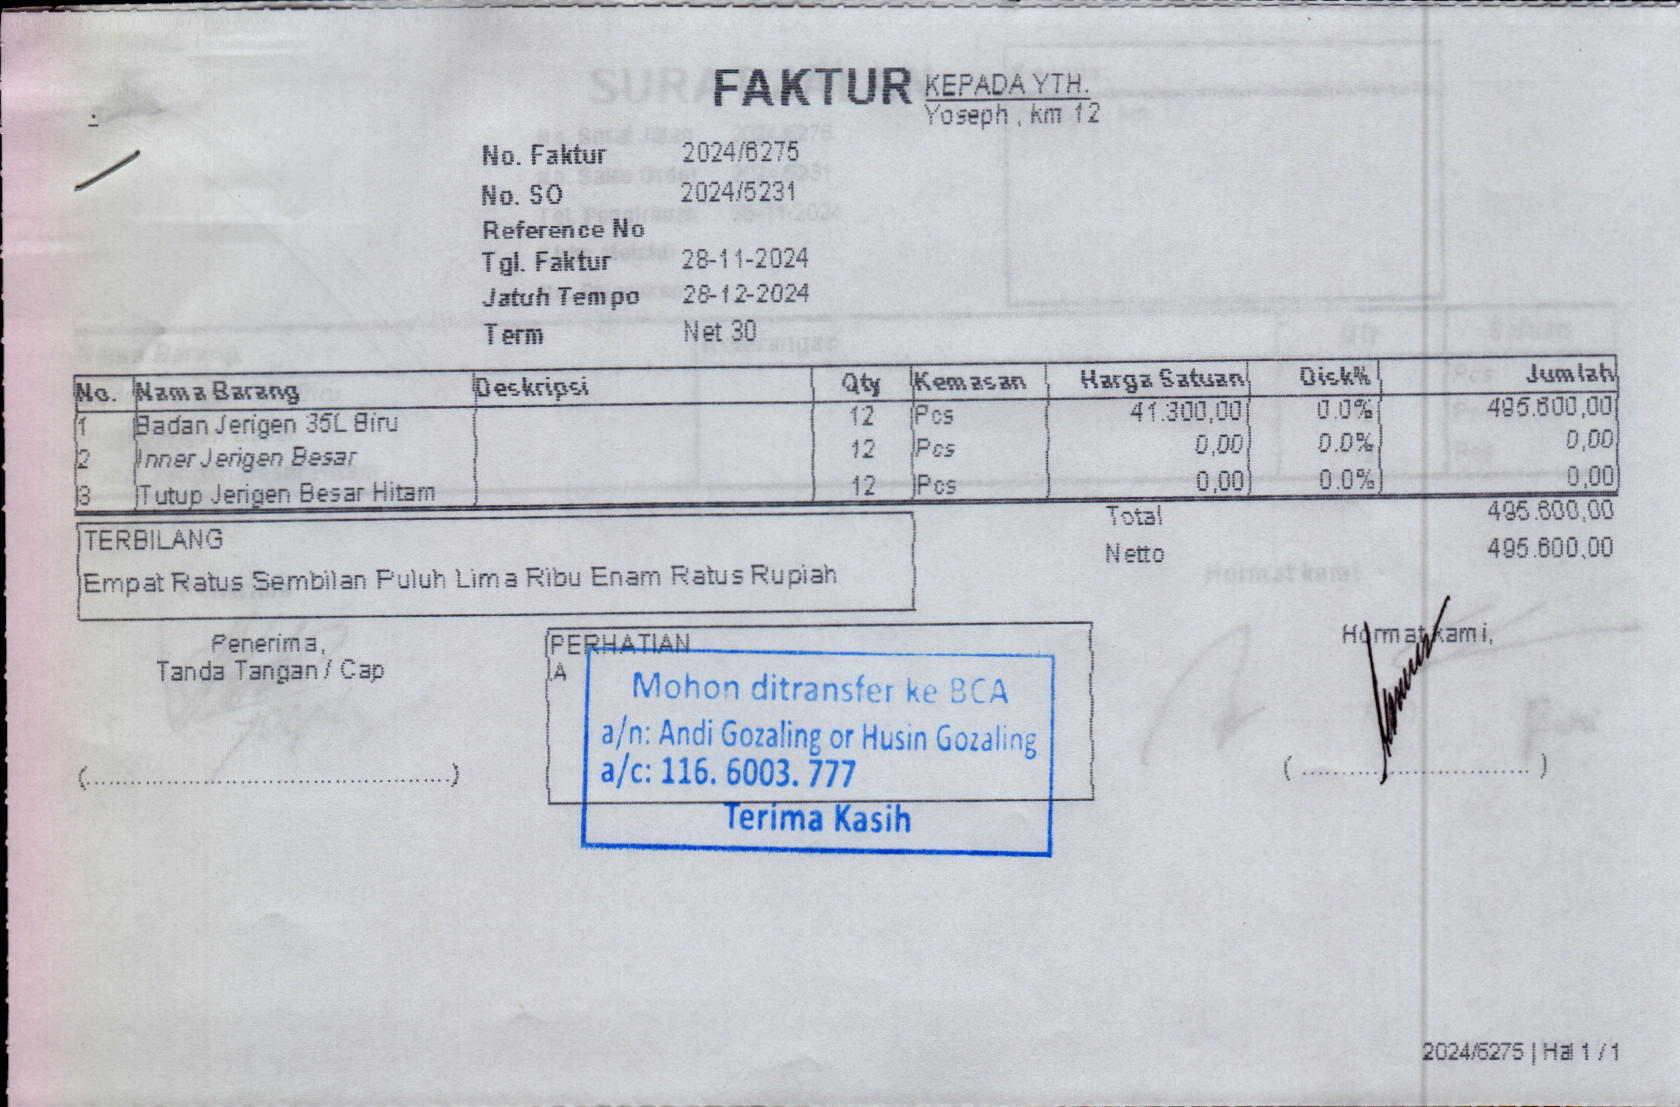 FAKTUR
KEPADA YTH.
Yoseph , km 12
No. Faktur 2024/6275
No. SO 2024/5231
Reference No
Tgl. Faktur 28-11-2024
Jatuh Tempo 28-12-2024
Term Net 30
No. Nama Barang Deskripsi Qty Kemasan Harga Satuan Disk% Jumlah
1 Badan Jerigen 35L Biru 12 Pcs 41.300,00 0.0% 495.600,00
2 Inner Jerigen Besar 12 Pcs 0,00 0.0% 0,00
3 Tutup Jerigen Besar Hitam 12 Pcs 0,00 0.0% 0,00
Total 495.600,00
Netto 495.600,00
TERBILANG
Empat Ratus Sembilan Puluh Lima Ribu Enam Ratus Rupiah
Penerima,
Tanda Tangan / Cap
(..............................................)
PERHATIAN
A
Mohon ditransfer ke BCA
a/n: Andi Gozaling or Husin Gozaling
a/c: 116. 6003. 777
Terima Kasih
Hormat kami,
( ................................ )
2024/6275 | Hal 1 / 1